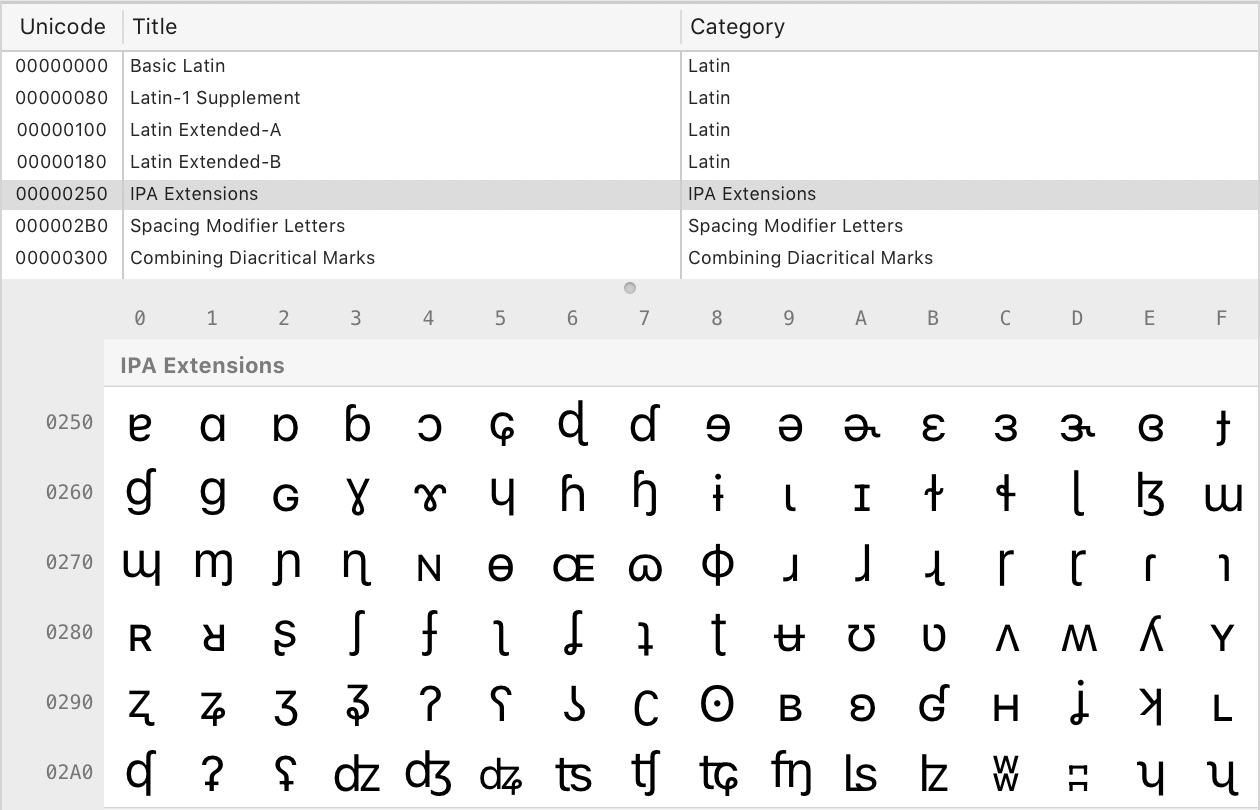 Unicode Title Category
00000000 Basic Latin Latin
00000080 Latin-1 Supplement Latin
00000100 Latin Extended-A Latin
00000180 Latin Extended-B Latin
00000250 IPA Extensions IPA Extensions
000002B0 Spacing Modifier Letters Spacing Modifier Letters
00000300 Combining Diacritical Marks Combining Diacritical Marks
0 1 2 3 4 5 6 7 8 9 A B C D E F
IPA Extensions
0250 ɐ ɑ ɒ ɓ ɔ ɕ ɖ ɗ ɘ ə ɚ ɛ ɜ ɝ ɞ ɟ
0260 ɠ ɡ ɢ ɣ ɤ ɥ ɦ ɧ ɨ ɩ ɪ ɫ ɬ ɭ ɮ ɯ
0270 ɰ ɱ ɲ ɳ ɴ ɵ ɶ ɷ ɸ ɹ ɺ ɻ ɼ ɽ ɾ ɿ
0280 ʀ ʁ ʂ ʃ ʄ ʅ ʆ ʇ ʈ ʉ ʊ ʋ ʌ ʍ ʎ ʏ
0290 ʐ ʑ ʒ ʓ ʔ ʕ ʖ ʗ ʘ ʙ ʚ ʛ ʜ ʝ ʞ ʟ
02A0 ʠ ʡ ʢ ʣ ʤ ʥ ʦ ʧ ʨ ʩ ʪ ʫ ʬ ʭ ʮ ʯ